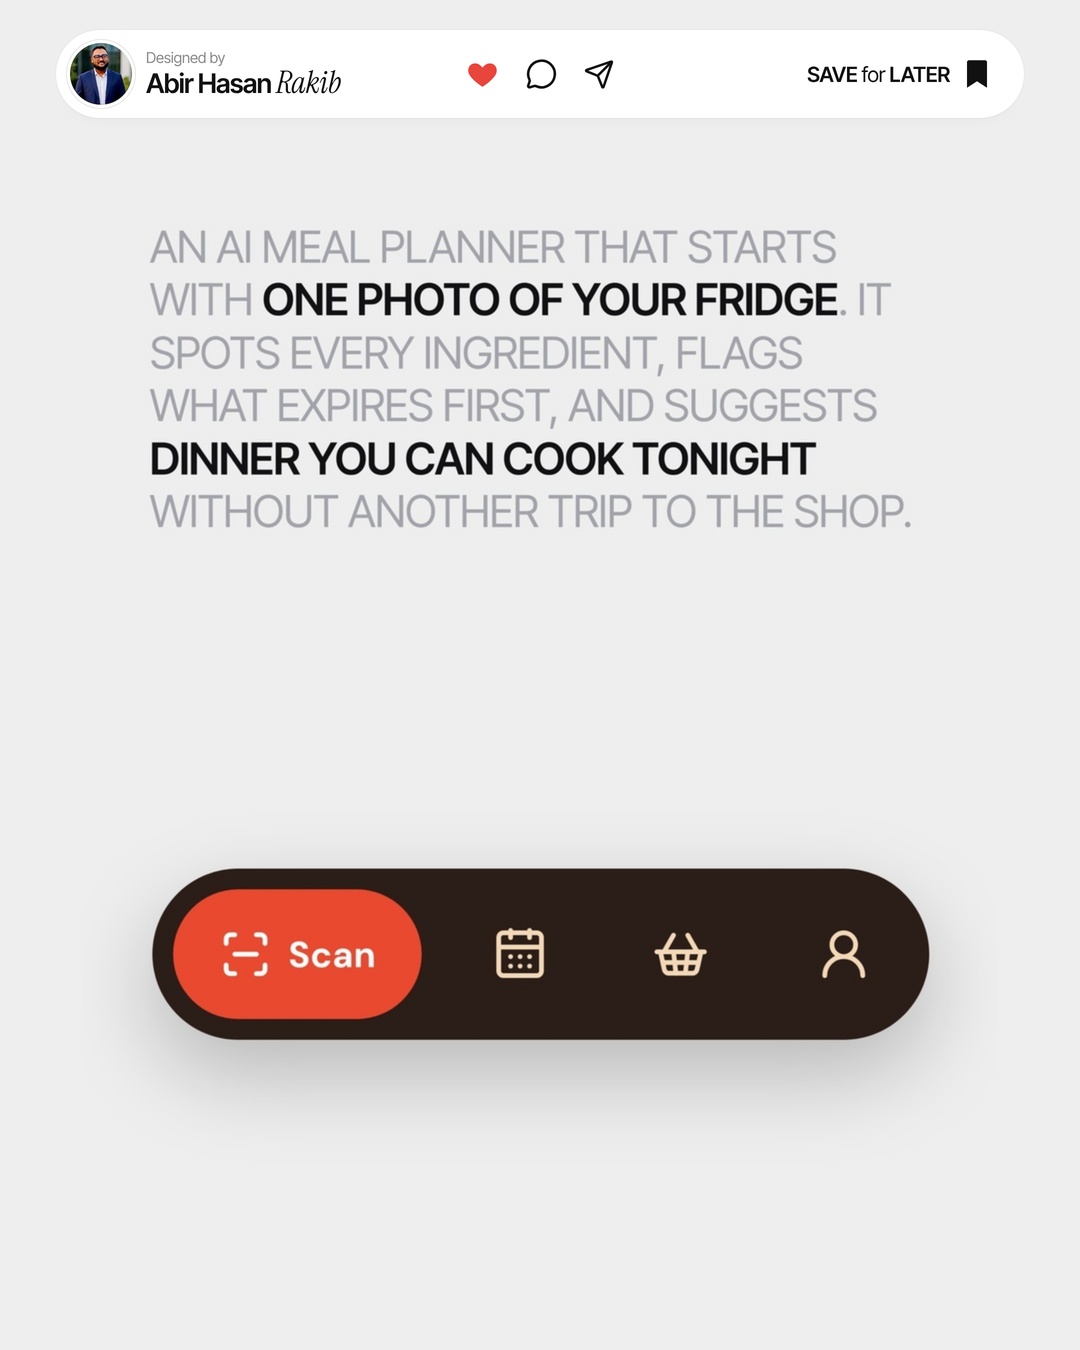 Designed by
Abir Hasan Rakib
SAVE for LATER
AN AI MEAL PLANNER THAT STARTS
WITH ONE PHOTO OF YOUR FRIDGE. IT
SPOTS EVERY INGREDIENT, FLAGS
WHAT EXPIRES FIRST, AND SUGGESTS
DINNER YOU CAN COOK TONIGHT
WITHOUT ANOTHER TRIP TO THE SHOP.
Scan